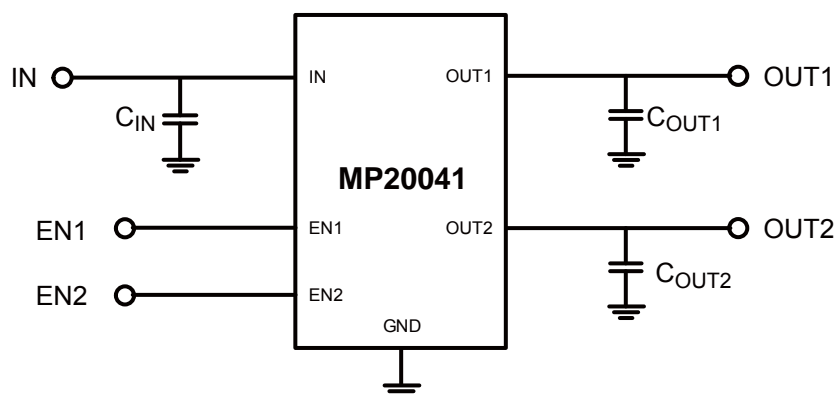 IN
IN
OUT1
OUT1
C_IN
C_OUT1
MP20041
EN1
EN1
OUT2
OUT2
C_OUT2
EN2
EN2
GND